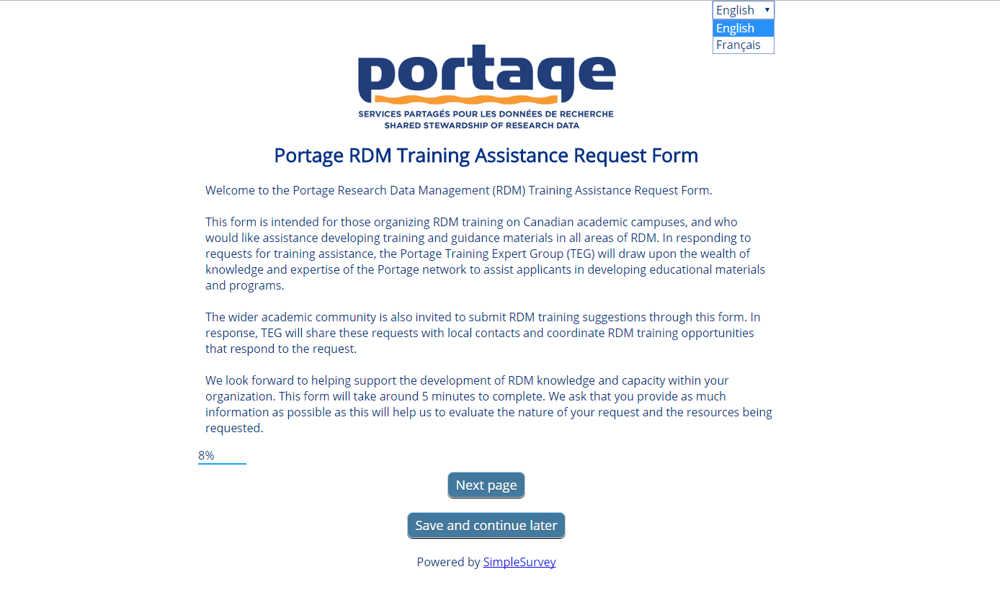 English
English
Français
portage
SERVICES PARTAGÉS POUR LES DONNÉES DE RECHERCHE
SHARED STEWARDSHIP OF RESEARCH DATA
Portage RDM Training Assistance Request Form
Welcome to the Portage Research Data Management (RDM) Training Assistance Request Form.
This form is intended for those organizing RDM training on Canadian academic campuses, and who
would like assistance developing training and guidance materials in all areas of RDM. In responding to
requests for training assistance, the Portage Training Expert Group (TEG) will draw upon the wealth of
knowledge and expertise of the Portage network to assist applicants in developing educational materials
and programs.
The wider academic community is also invited to submit RDM training suggestions through this form. In
response, TEG will share these requests with local contacts and coordinate RDM training opportunities
that respond to the request.
We look forward to helping support the development of RDM knowledge and capacity within your
organization. This form will take around 5 minutes to complete. We ask that you provide as much
information as possible as this will help us to evaluate the nature of your request and the resources being
requested.
8%
Next page
Save and continue later
Powered by SimpleSurvey